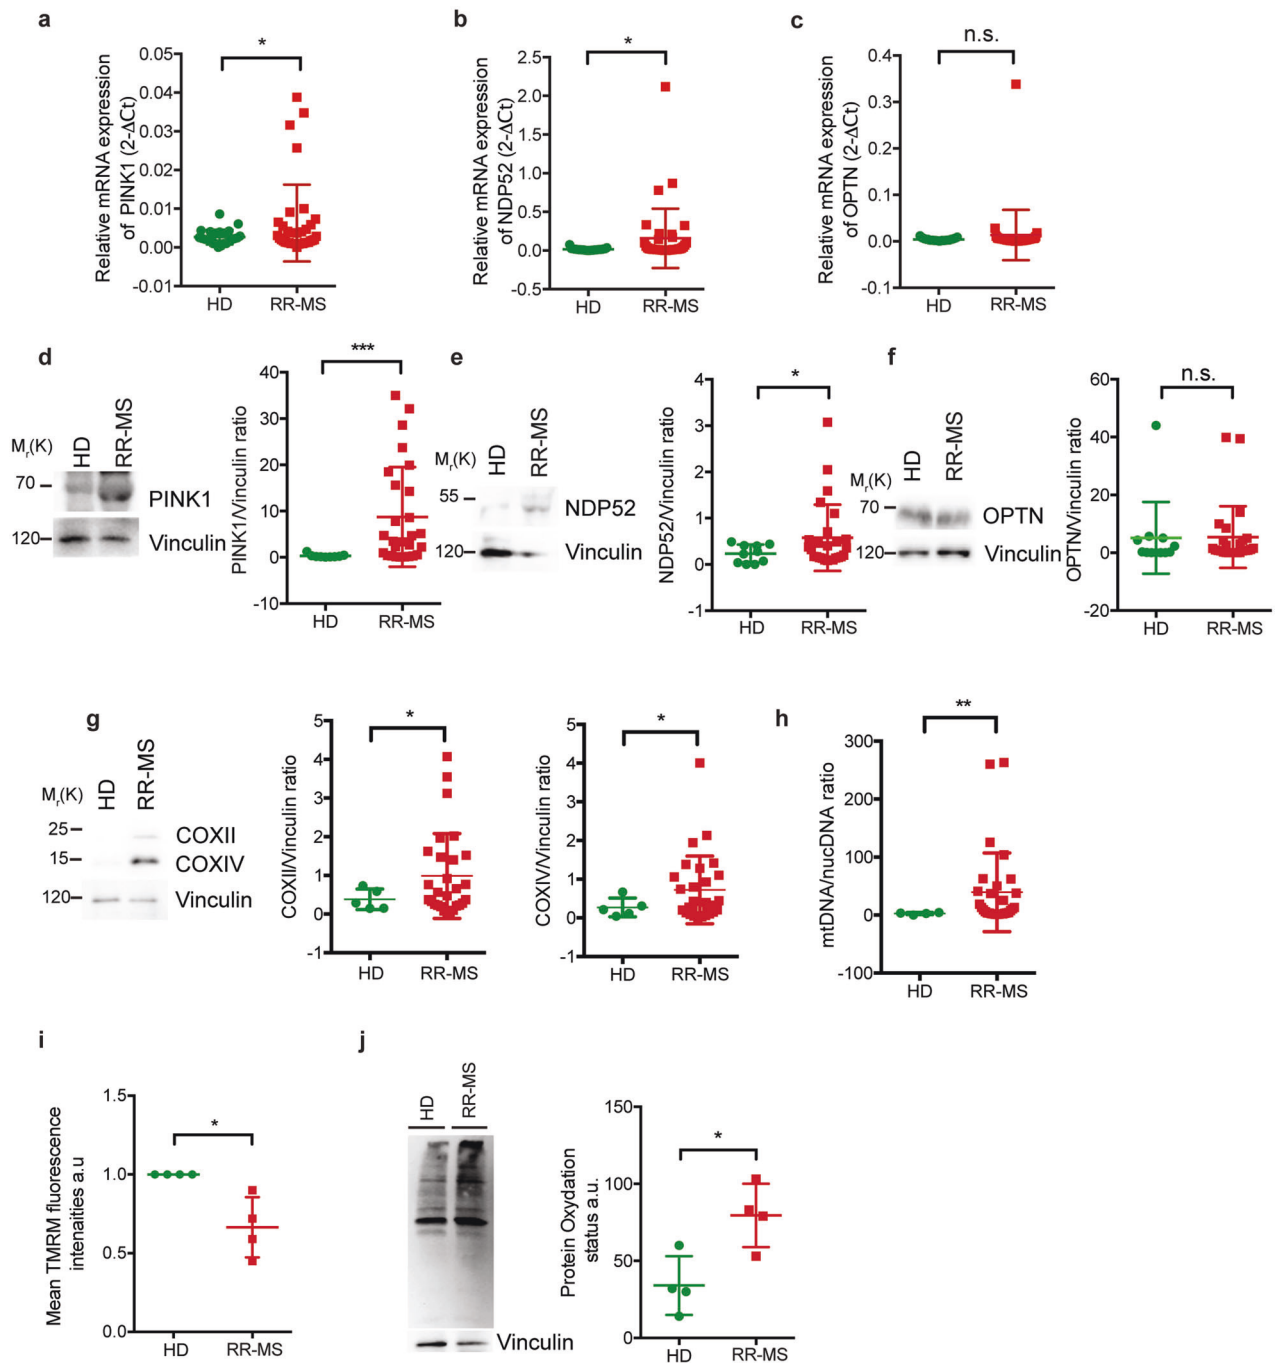 a
Relative mRNA expression
of PINK1 (2-ΔCt)
0.05
0.04
0.03
0.02
0.01
0.00
-0.01
*
HD
RR-MS
b
Relative mRNA expression
of NDP52 (2-ΔCt)
2.5
2.0
1.5
1.0
0.5
0.0
-0.5
*
HD
RR-MS
c
Relative mRNA expression
of OPTN (2-ΔCt)
0.4
0.3
0.2
0.1
0.0
-0.1
n.s.
HD
RR-MS
d
Mr(K)
HD
RR-MS
70
PINK1
120
Vinculin
PINK1/Vinculin ratio
40
30
20
10
0
-10
***
HD
RR-MS
e
Mr(K)
HD
RR-MS
55
NDP52
120
Vinculin
NDP52/Vinculin ratio
4
3
2
1
0
-1
*
HD
RR-MS
f
Mr(K)
HD
RR-MS
70
OPTN
120
Vinculin
OPTN/Vinculin ratio
60
40
20
0
-20
n.s.
HD
RR-MS
g
Mr(K)
HD
RR-MS
25
COXII
15
COXIV
120
Vinculin
COXII/Vinculin ratio
5
4
3
2
1
0
-1
*
HD
RR-MS
COXIV/Vinculin ratio
5
4
3
2
1
0
-1
*
HD
RR-MS
h
mtDNA/nucDNA ratio
300
200
100
0
-100
**
HD
RR-MS
i
Mean TMRM fluorescence
intenaities a.u
1.5
1.0
0.5
0.0
*
HD
RR-MS
j
HD
RR-MS
Vinculin
Protein Oxydation
status a.u.
150
100
50
0
*
HD
RR-MS